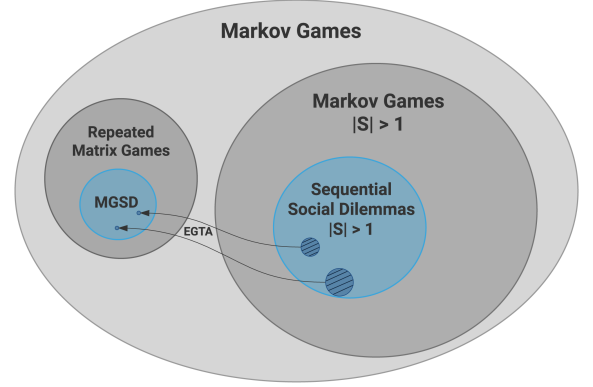 Markov Games
Markov Games
|S| > 1
Repeated
Matrix Games
MGSD
EGTA
Sequential
Social Dilemmas
|S| > 1